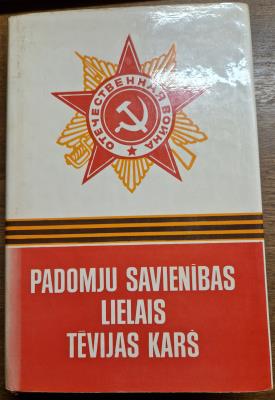 ОТЕЧЕСТВЕННАЯ ВОЙНА
PADOMJU SAVIENĪBAS
LIELAIS
TĒVIJAS KARŠ